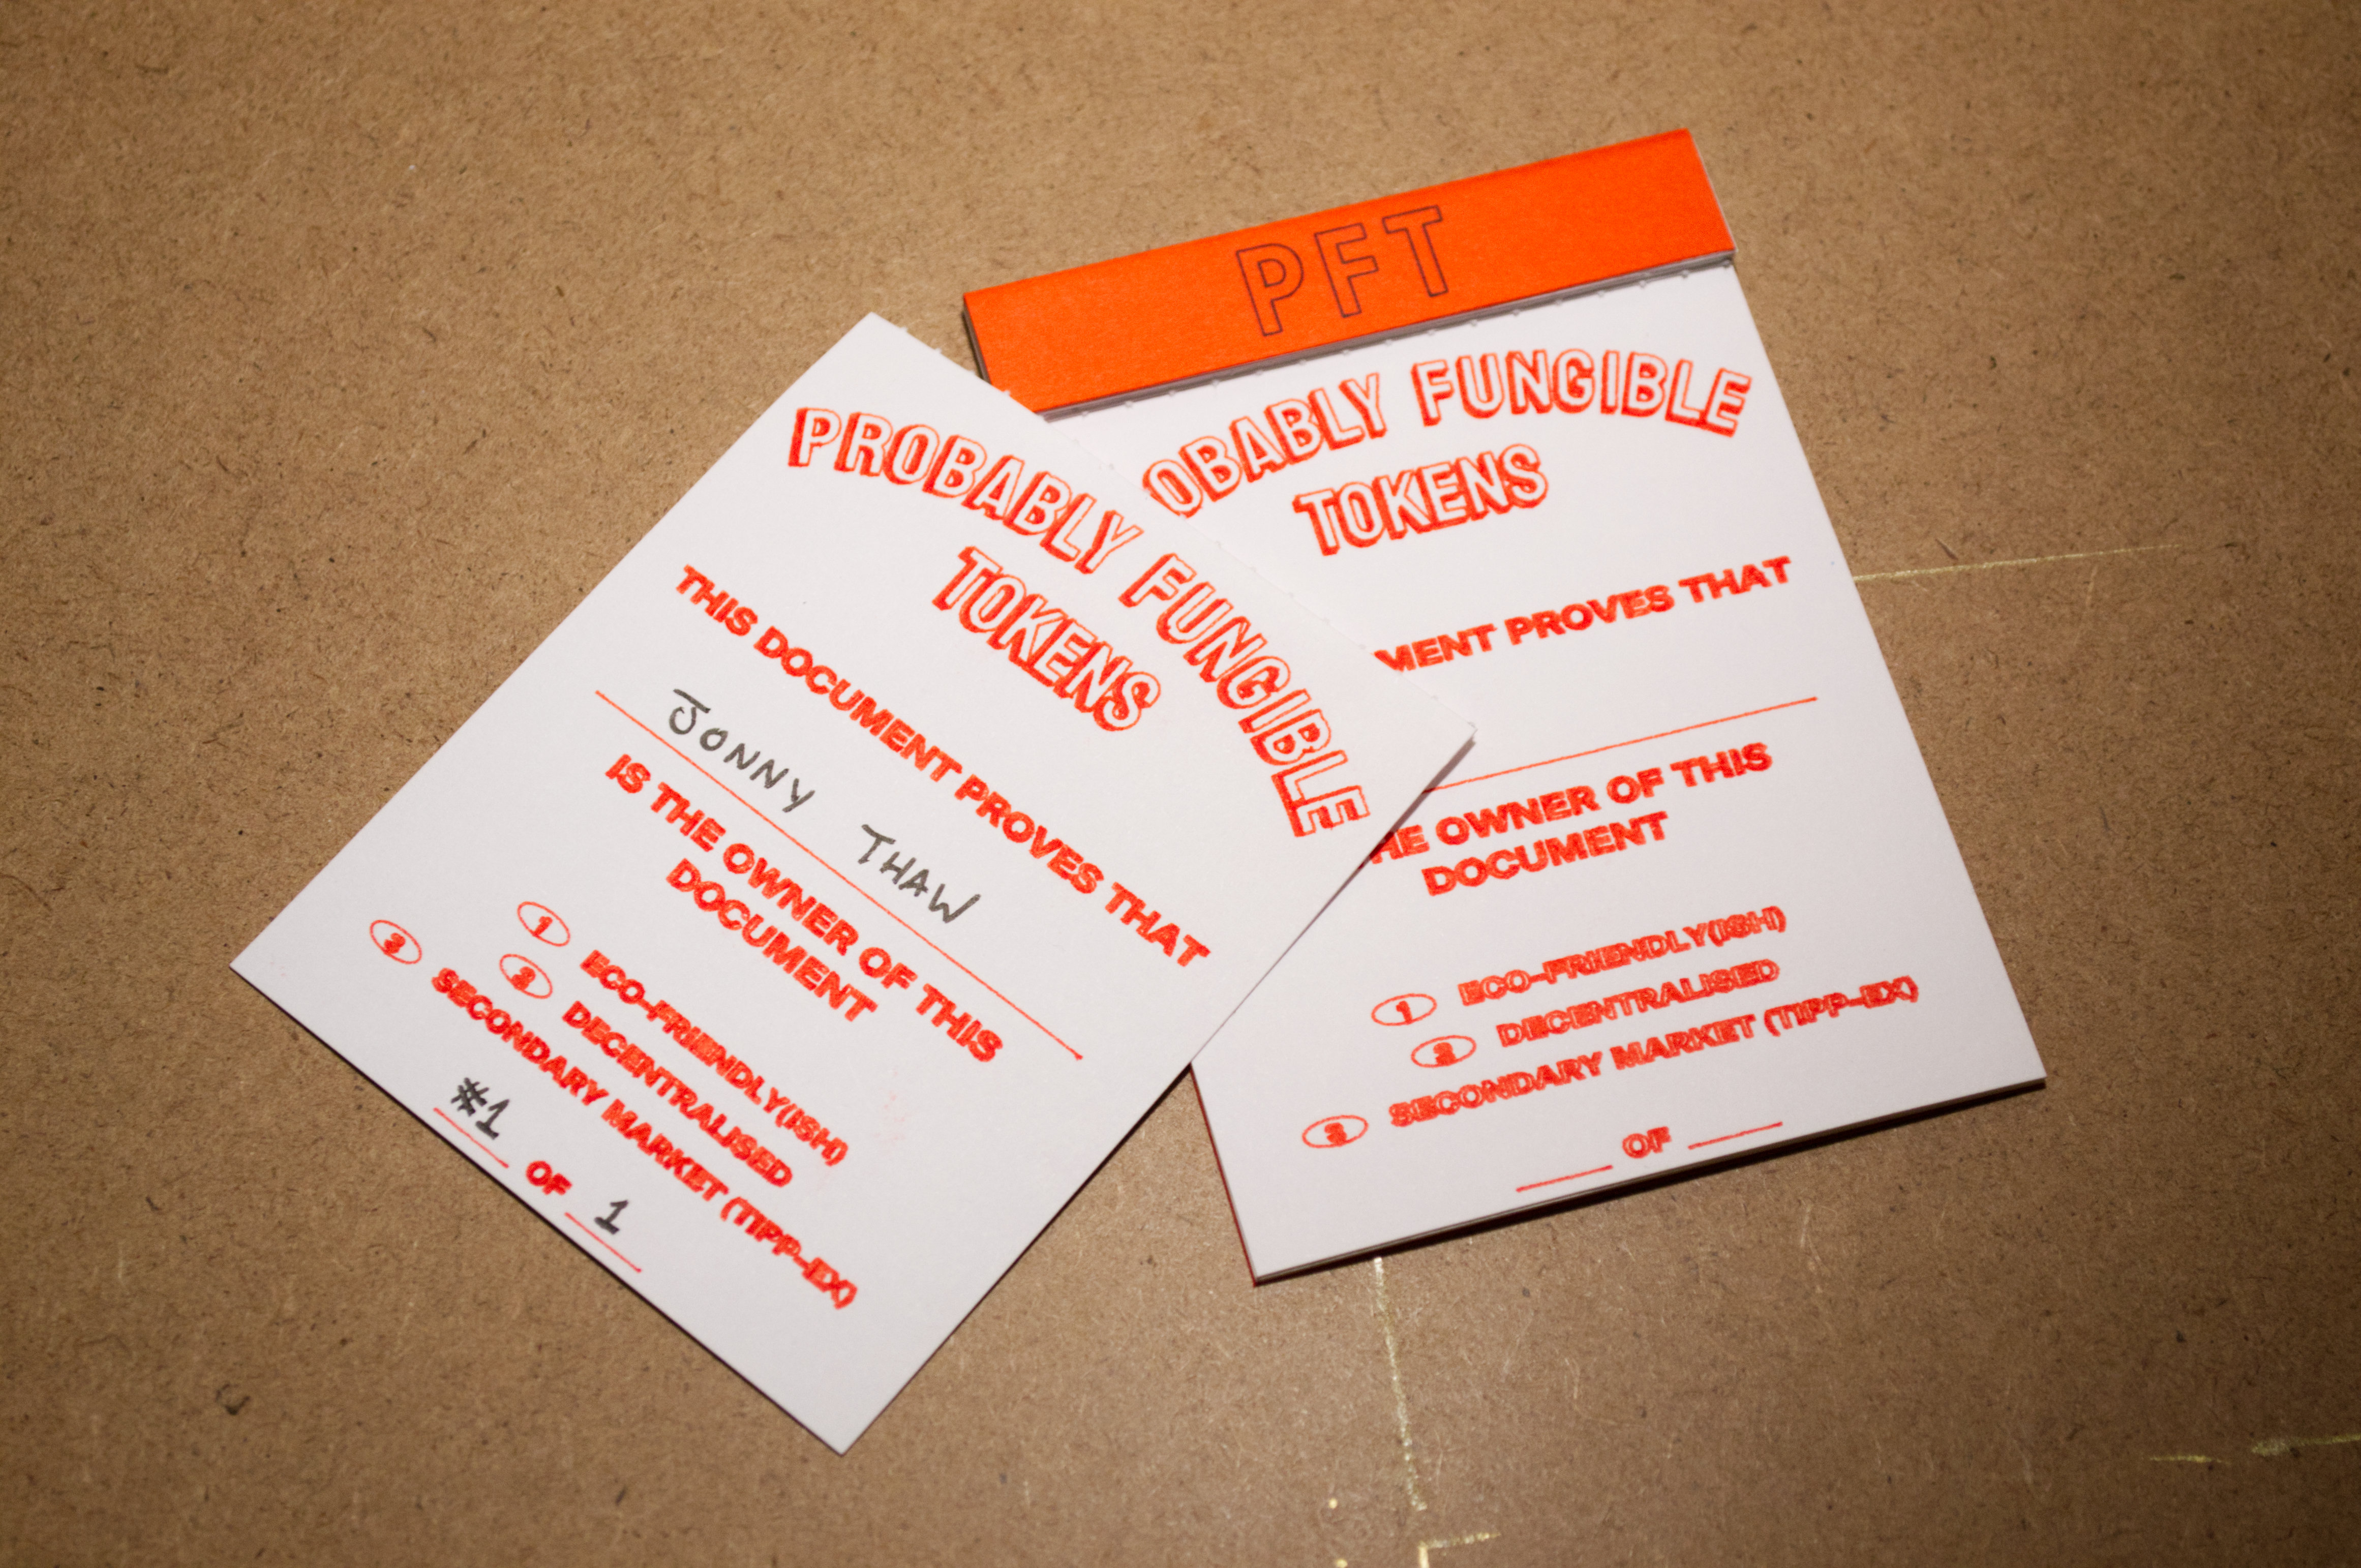 PROBABLY FUNGIBLE
TOKENS
THIS DOCUMENT PROVES THAT
JONNY THAW
IS THE OWNER OF THIS
DOCUMENT
1 ECO-FRIENDLY(ISH)
2 DECENTRALISED
3 SECONDARY MARKET (TIPP-EX)
#1 OF 1
PFT
OBABLY FUNGIBLE
TOKENS
MENT PROVES THAT
HE OWNER OF THIS
DOCUMENT
1 ECO-FRIENDLY(ISH)
2 DECENTRALISED
3 SECONDARY MARKET (TIPP-EX)
OF